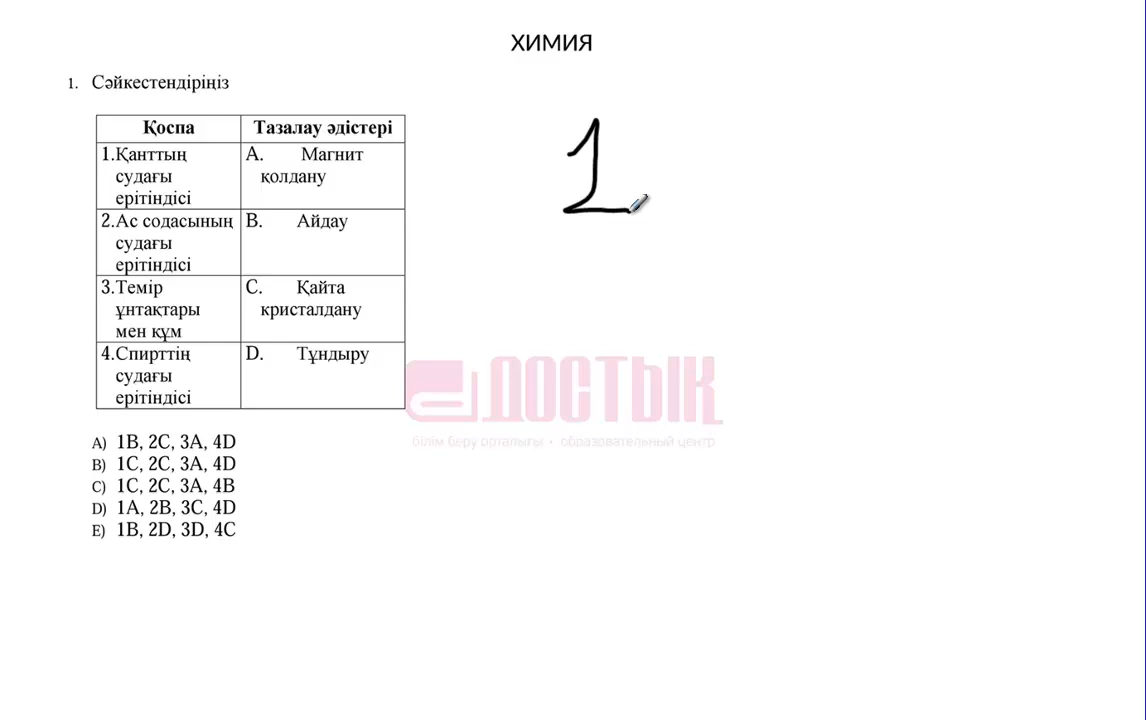 ХИМИЯ
1. Сәйкестендіріңіз
Қоспа Тазалау әдістері
1.Қанттың A. Магнит
судағы қолдану
ерітіндісі
2.Ас содасының B. Айдау
судағы
ерітіндісі
3.Темір C. Қайта
ұнтақтары кристалдану
мен құм
4.Спирттің D. Тұндыру
судағы
ерітіндісі
1
ДОСТЫҚ
білім беру орталығы • образовательный центр
A) 1B, 2C, 3A, 4D
B) 1C, 2C, 3A, 4D
C) 1C, 2C, 3A, 4B
D) 1A, 2B, 3C, 4D
E) 1B, 2D, 3D, 4C